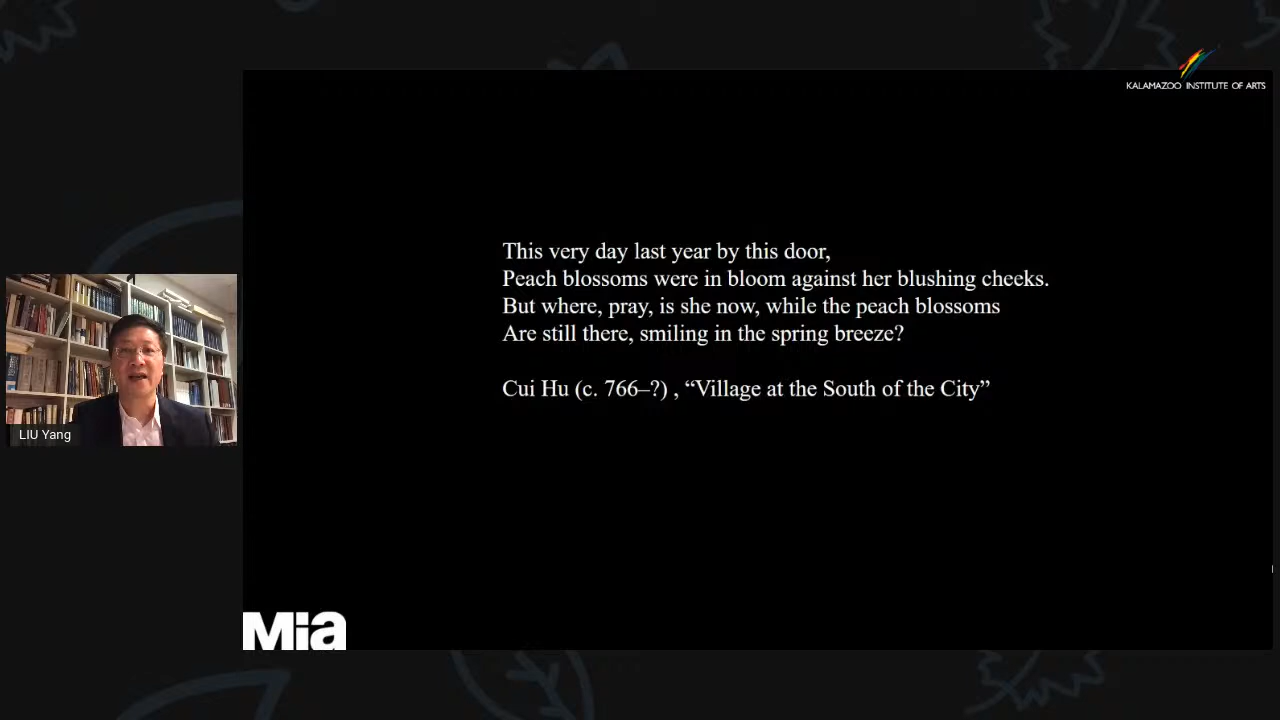 KALAMAZOO INSTITUTE OF ARTS
This very day last year by this door,
Peach blossoms were in bloom against her blushing cheeks.
But where, pray, is she now, while the peach blossoms
Are still there, smiling in the spring breeze?
Cui Hu (c. 766–?) , “Village at the South of the City”
LIU Yang
Mia